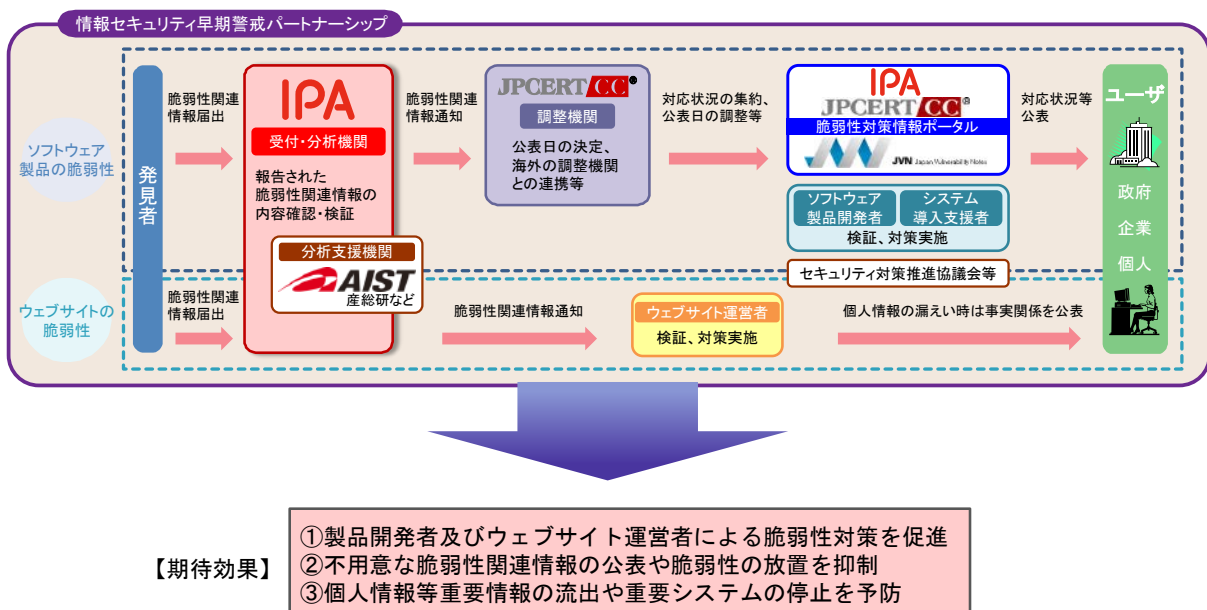 情報セキュリティ早期警戒パートナーシップ
ソフトウェア
製品の脆弱性
発見者
脆弱性関連
情報届出
IPA
受付・分析機関
報告された
脆弱性関連情報の
内容確認・検証
分析支援機関
AIST
産総研など
脆弱性関連
情報通知
JPCERT CC®
調整機関
公表日の決定、
海外の調整機関
との連携等
対応状況の集約、
公表日の調整等
IPA
JPCERT CC®
脆弱性対策情報ポータル
JVN Japan Vulnerability Notes
ソフトウェア
製品開発者
システム
導入支援者
検証、対策実施
セキュリティ対策推進協議会等
対応状況等
公表
ユーザ
政府
企業
個人
ウェブサイトの
脆弱性
脆弱性関連
情報届出
脆弱性関連情報通知
ウェブサイト運営者
検証、対策実施
個人情報の漏えい時は事実関係を公表
【期待効果】
①製品開発者及びウェブサイト運営者による脆弱性対策を促進
②不用意な脆弱性関連情報の公表や脆弱性の放置を抑制
③個人情報等重要情報の流出や重要システムの停止を予防